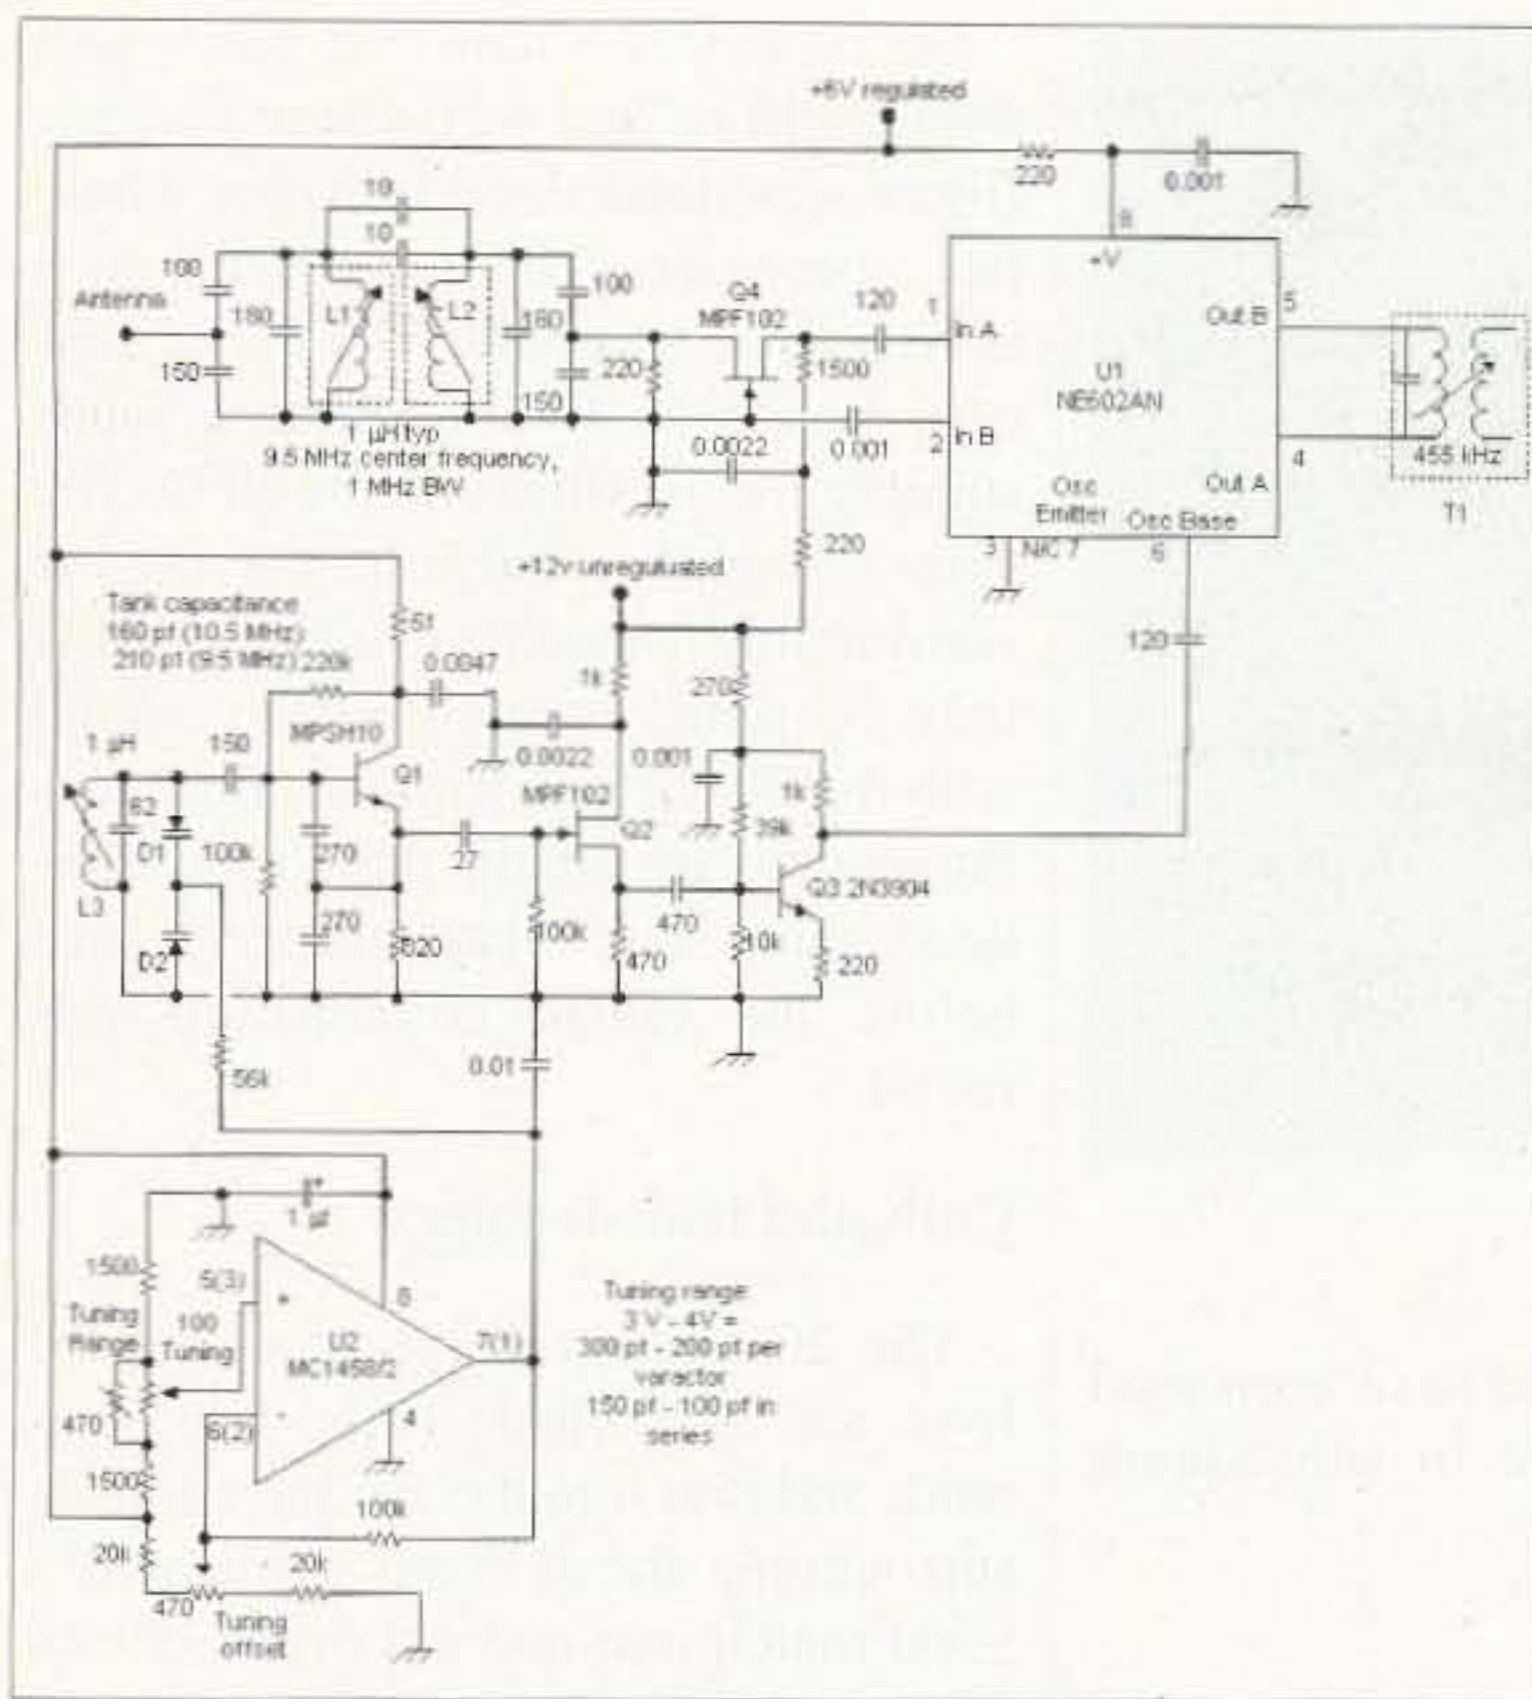 +6V regulated
220
0.001
8
+V
10
10
100
Antenna
180
L1
L2
180
100
Q4
MPF102
120
1
In A
Out B
5
150
220
1500
U1
NE602AN
150
1 µH typ
9.5 MHz center frequency,
1 MHz BW
0.0022
0.001
2
In B
Out A
4
455 kHz
T1
Osc
Emitter
Osc Base
3
N/C 7
6
220
+12v unreguluated
Tank capacitance
160 pf (10.5 MHz)
210 pf (9.5 MHz)
220k
51
0.0047
1k
270
120
1 µH
150
MPSH10
Q1
0.0022
0.001
1k
MPF102
Q2
39k
82
D1
100k
270
27
L3
D2
270
820
100k
470
470
10k
Q3 2N3904
220
56k
0.01
1 µF
+
1500
5(3)
+
8
Tuning
Range
100
Tuning
U2
MC1458/2
7(1)
Tuning range:
3 V - 4V =
300 pf - 200 pf per
varactor
150 pf - 100 pf in
series
470
6(2)
-
4
1500
100k
20k
20k
470
Tuning
offset